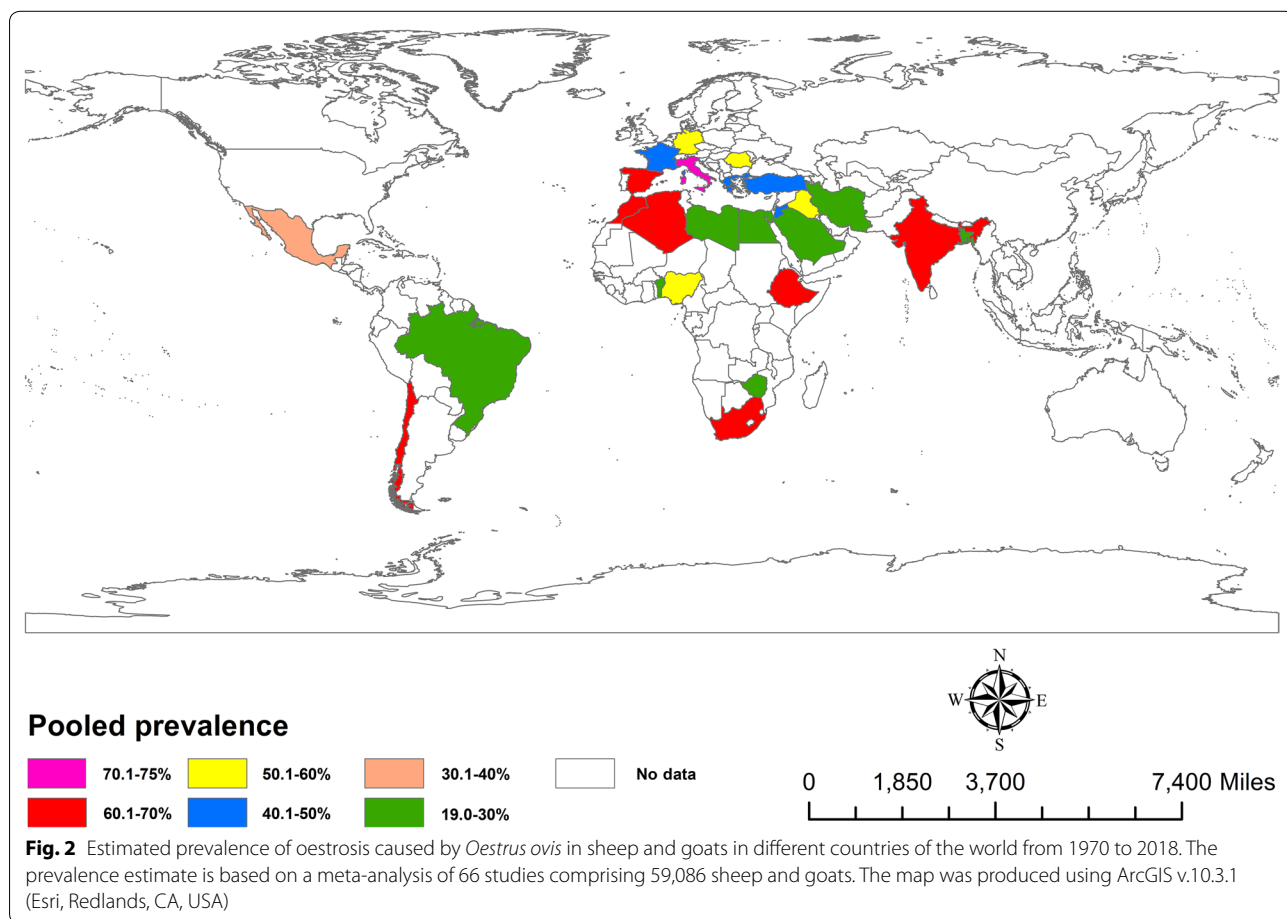 N
W E
S
Pooled prevalence
70.1-75% 50.1-60% 30.1-40% No data
60.1-70% 40.1-50% 19.0-30%
0 1,850 3,700 7,400 Miles
Fig. 2 Estimated prevalence of oestrosis caused by Oestrus ovis in sheep and goats in different countries of the world from 1970 to 2018. The
prevalence estimate is based on a meta-analysis of 66 studies comprising 59,086 sheep and goats. The map was produced using ArcGIS v.10.3.1
(Esri, Redlands, CA, USA)